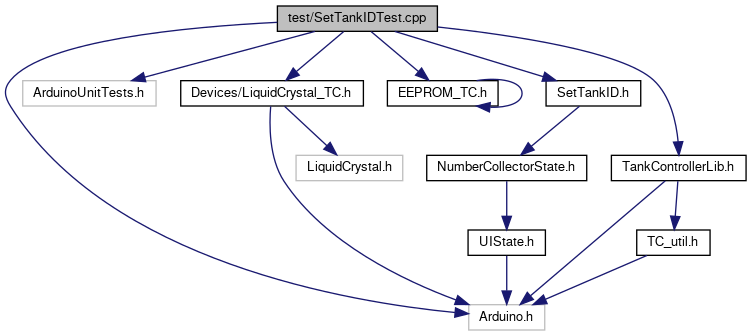 test/SetTankIDTest.cpp
ArduinoUnitTests.h
Devices/LiquidCrystal_TC.h
EEPROM_TC.h
SetTankID.h
LiquidCrystal.h
NumberCollectorState.h
TankControllerLib.h
UIState.h
TC_util.h
Arduino.h